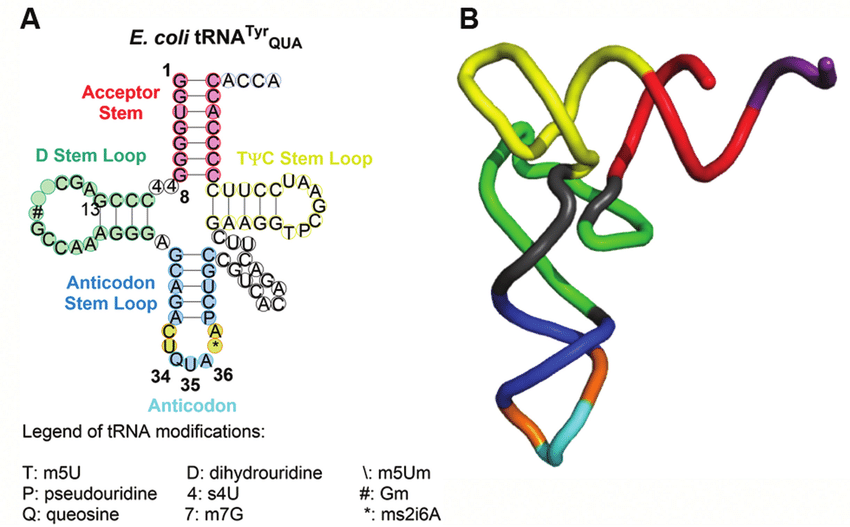 A
B
E. coli tRNATyrQUA
1
G C A C C A
Acceptor
Stem
G C
U A
G C
G C
G C
G C
D Stem Loop
TΨC Stem Loop
4 4
8
13
#
C G A G C C C
G C C A A A G G G A
C U U C C U A A G C
G A A G G T P
C U U
Anticodon
Stem Loop
G C
C G
A U
G C
A P
C A
U *
Q U A
34 35 36
Anticodon
Legend of tRNA modifications:
T: m5U D: dihydrouridine \: m5Um
P: pseudouridine 4: s4U #: Gm
Q: queosine 7: m7G *: ms2i6A